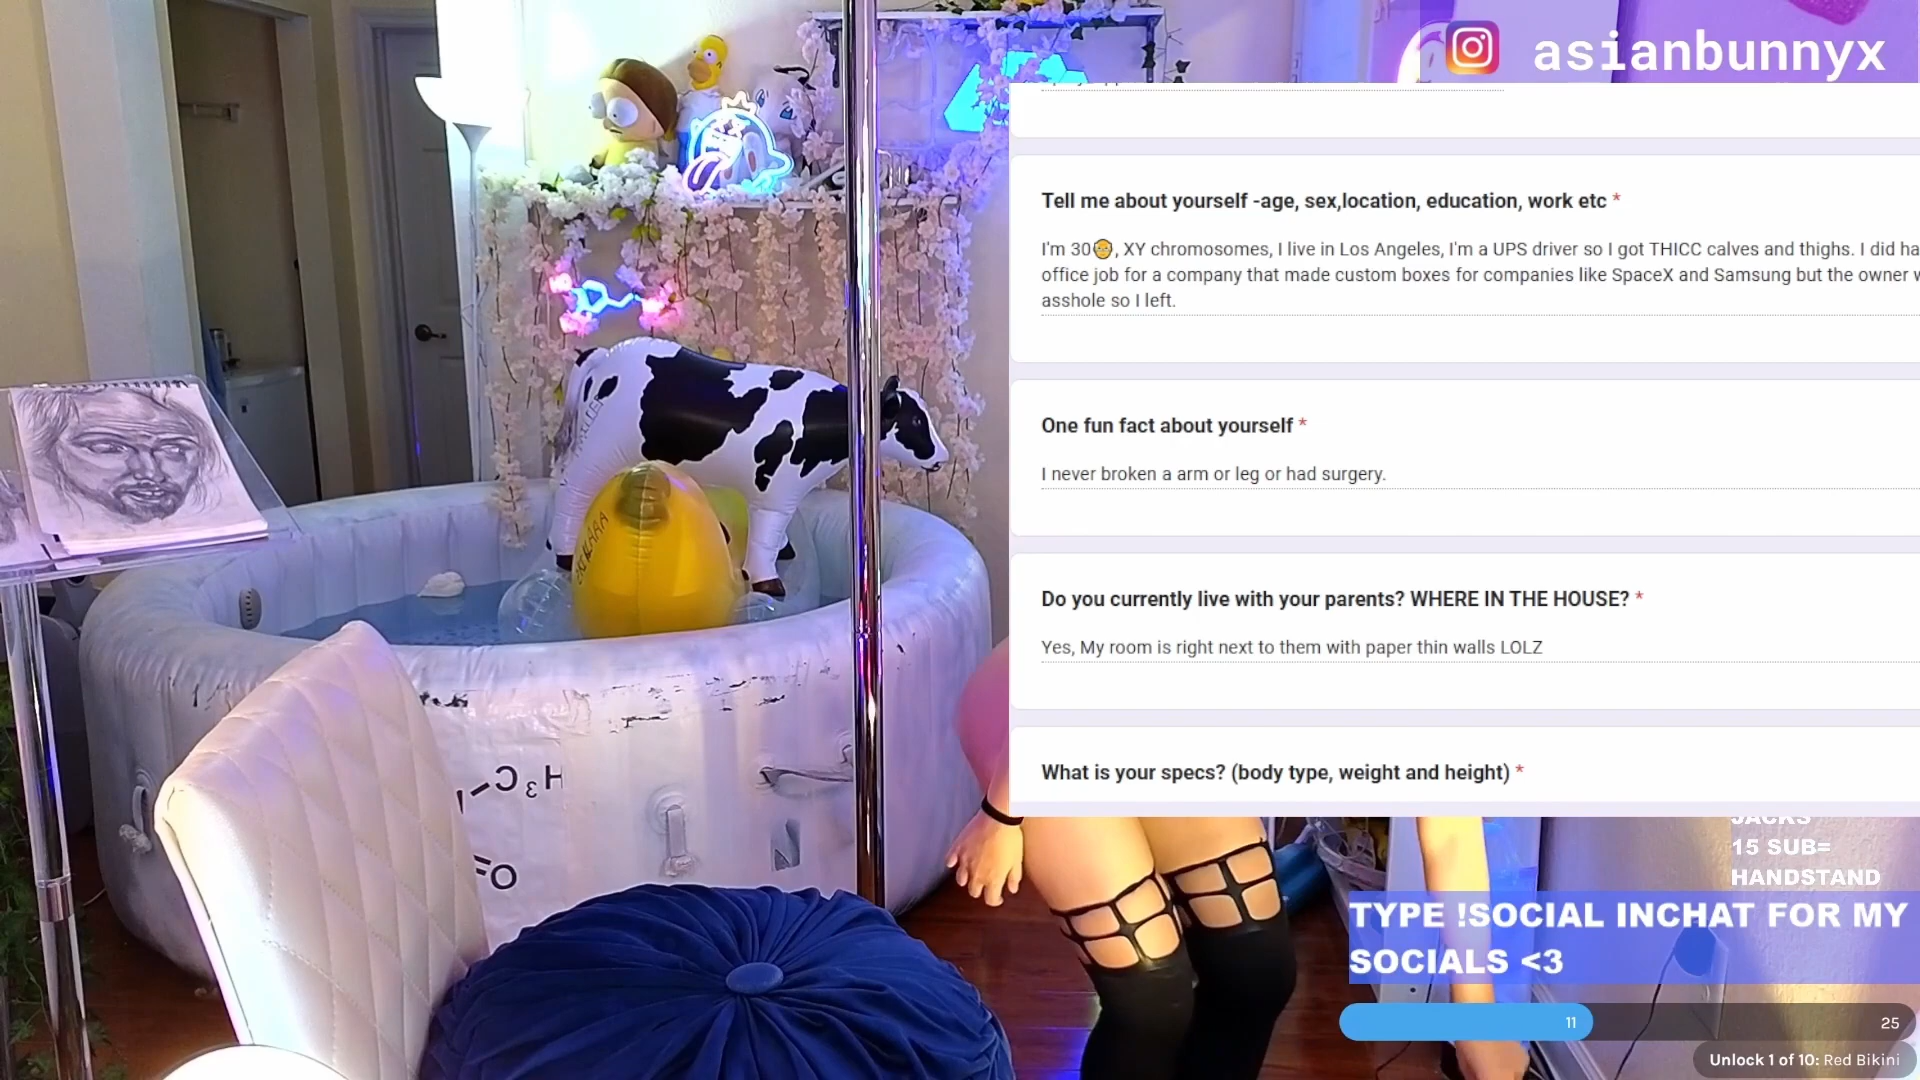 asianbunnyx
Tell me about yourself -age, sex,location, education, work etc *
I'm 30👴, XY chromosomes, I live in Los Angeles, I'm a UPS driver so I got THICC calves and thighs. I did
office job for a company that made custom boxes for companies like SpaceX and Samsung but the owner
asshole so I left.
One fun fact about yourself *
I never broken a arm or leg or had surgery.
Do you currently live with your parents? WHERE IN THE HOUSE? *
Yes, My room is right next to them with paper thin walls LOLZ
What is your specs? (body type, weight and height) *
H3C
FO
JACKS
15 SUB=
HANDSTAND
TYPE !SOCIAL INCHAT FOR MY
SOCIALS <3
11
25
Unlock 1 of 10: Red Bikini